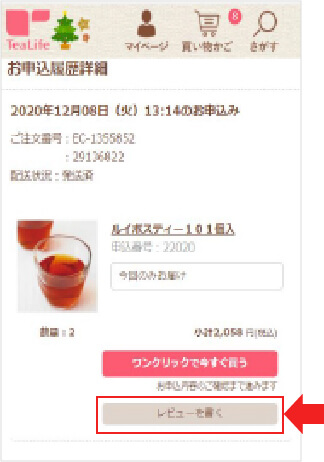 TeaLife
マイページ
買い物かご
8
さがす
お申込履歴詳細
2020年12月08日（火）13:14のお申込み
ご注文番号：EC-1355852
：29136822
配送状況：発送済
ルイボスティー１０１個入
申込番号：22020
今回のみお届け
数量：2
小計2,058 円(税込)
ワンクリックで今すぐ買う
お申込内容のご確認まで進みます
レビューを書く